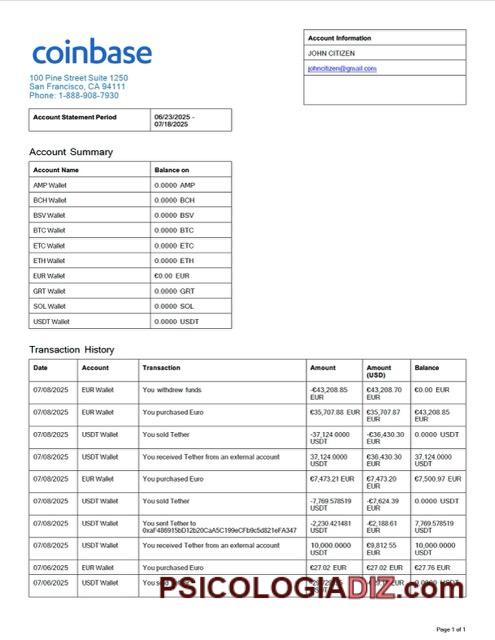 coinbase
100 Pine Street Suite 1250
San Francisco, CA 94111
Phone: 1-888-908-7930
Account Information
JOHN CITIZEN
johncitizen@gmail.com
Account Statement Period 06/23/2025 -
07/18/2025
Account Summary
Account Name Balance on
AMP Wallet 0.0000 AMP
BCH Wallet 0.0000 BCH
BSV Wallet 0.0000 BSV
BTC Wallet 0.0000 BTC
ETC Wallet 0.0000 ETC
ETH Wallet 0.0000 ETH
EUR Wallet €0.00 EUR
GRT Wallet 0.0000 GRT
SOL Wallet 0.0000 SOL
USDT Wallet 0.0000 USDT
Transaction History
Date Account Transaction Amount Amount Balance
(USD)
07/08/2025 EUR Wallet You withdrew funds -€43,208.85 €43,208.70 €0.00 EUR
EUR EUR
07/08/2025 EUR Wallet You purchased Euro €35,707.88 EUR €35,707.87 €43,208.85
EUR EUR
07/08/2025 USDT Wallet You sold Tether -37,124.0000 -€36,430.30 0.0000 USDT
USDT EUR
07/08/2025 USDT Wallet You received Tether from an external account 37,124.0000 €36,430.30 37,124.0000
USDT EUR USDT
07/08/2025 EUR Wallet You purchased Euro €7,473.21 EUR €7,473.20 €7,500.97 EUR
EUR
07/08/2025 USDT Wallet You sold Tether -7,769.578519 -€7,624.39 0.0000 USDT
USDT EUR
07/08/2025 USDT Wallet You sent Tether to -2,230.421481 -€2,188.61 7,769.578519
0xaF486915bD12b20CaA5C199eCFb9c5d821eFA347 USDT EUR USDT
07/08/2025 USDT Wallet You received Tether from an external account 10,000.0000 €9,812.55 10,000.0000
USDT EUR USDT
07/06/2025 EUR Wallet You purchased Euro €27.02 EUR €27.02 EUR €27.76 EUR
07/06/2025 USDT Wallet You
PSICOLOGIADIZ.com
Page 1 of 1